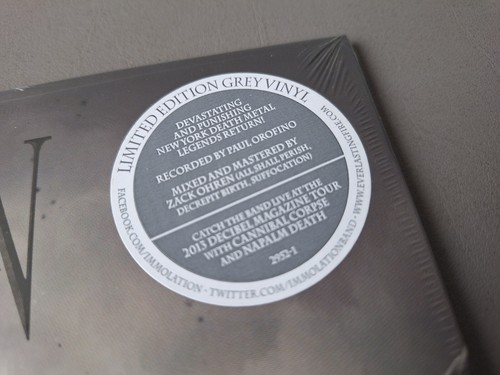 LIMITED EDITION GREY VINYL
DEVASTATING
AND PUNISHING
NEW YORK DEATH METAL
LEGENDS RETURN!
RECORDED BY PAUL OROFINO
MIXED AND MASTERED BY
ZACK OHREN (ALL SHALL PERISH,
DECREPIT BIRTH, SUFFOCATION)
CATCH THE BAND LIVE AT THE
2013 DECIBEL MAGAZINE TOUR
WITH CANNIBAL CORPSE
AND NAPALM DEATH
2952-1
FACEBOOK.COM/IMMOLATION · TWITTER.COM/IMMOLATIONBAND · WWW.EVERLASTINGFIRE.COM